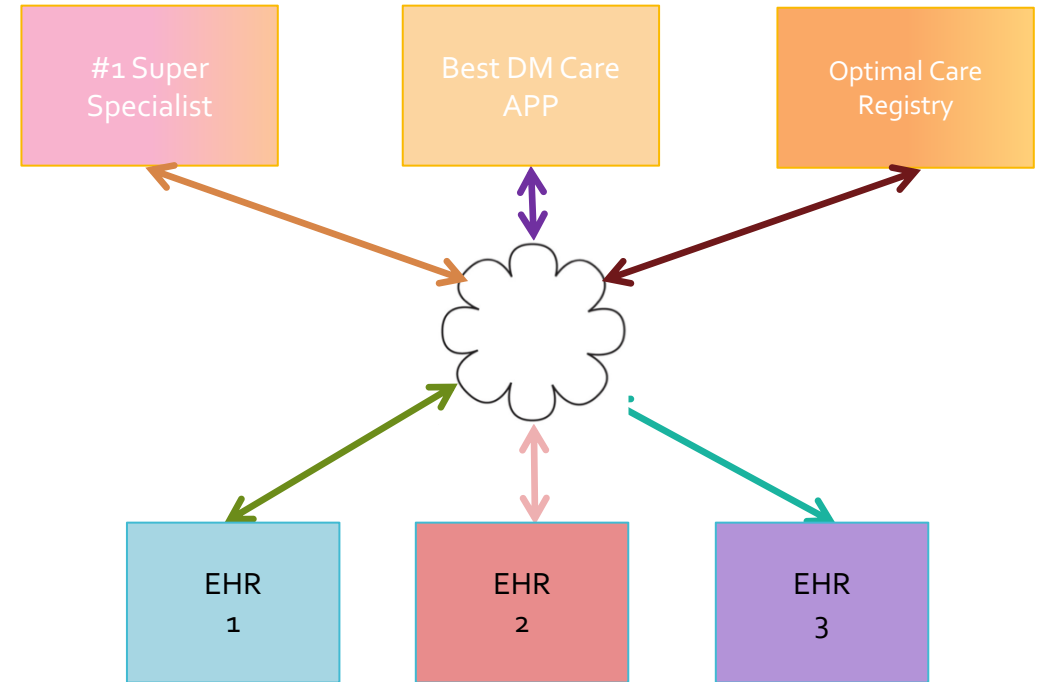 #1 Super
Specialist
Best DM Care
APP
Optimal Care
Registry
EHR
1
EHR
2
EHR
3